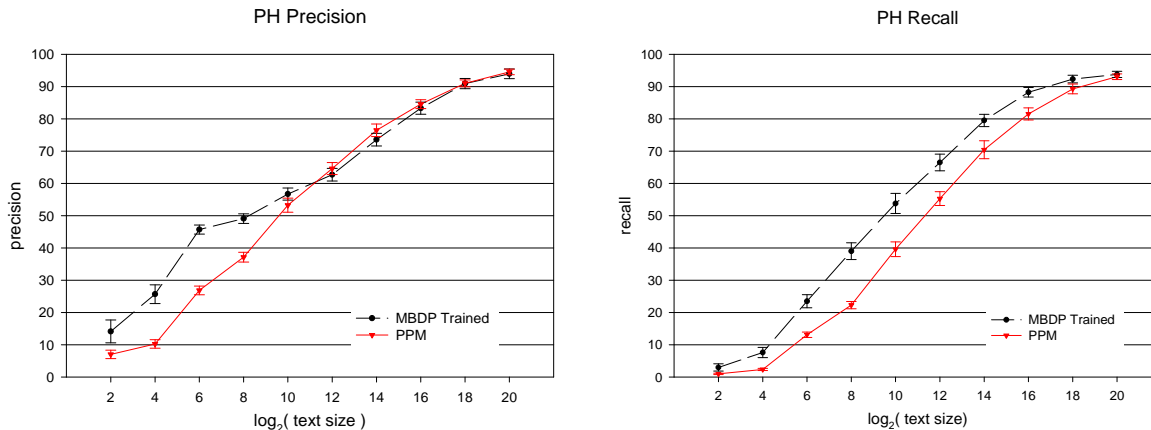 PH Precision
100
90
80
70
60
50
40
30
20
10
0
precision
MBDP Trained
PPM
2 4 6 8 10 12 14 16 18 20
log2( text size )
PH Recall
100
90
80
70
60
50
40
30
20
10
0
recall
MBDP Trained
PPM
2 4 6 8 10 12 14 16 18 20
log2( text size)